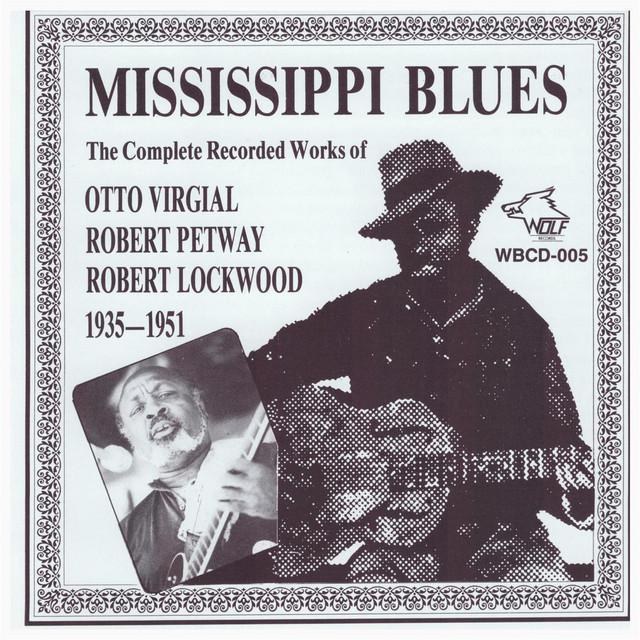 MISSISSIPPI BLUES
The Complete Recorded Works of
OTTO VIRGIAL
ROBERT PETWAY
ROBERT LOCKWOOD
1935—1951
WOLF
RECORDS
WBCD-005